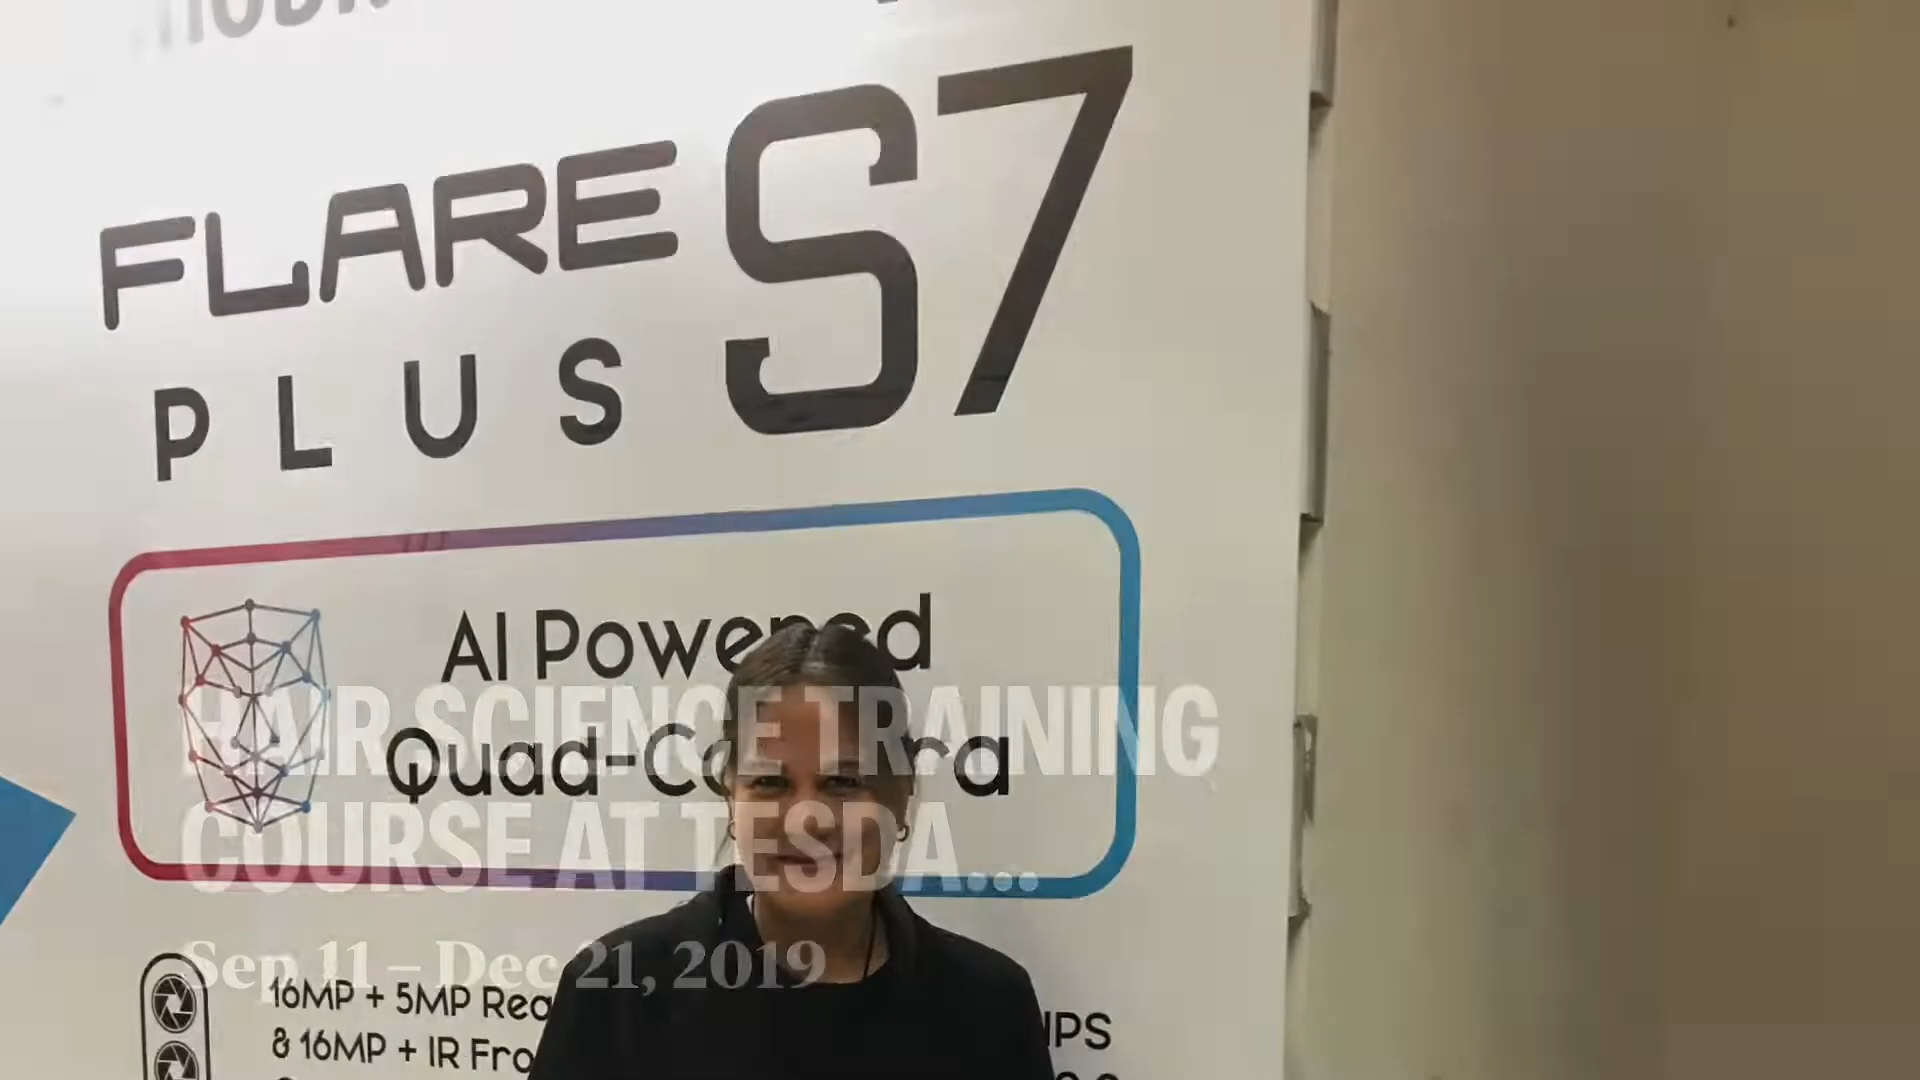 FLARE S7
PLUS
AI Powered
Quad-Ca ra
HAIR SCIENCE TRAINING
COURSE AT TESDA...
Sep 11 – Dec 21, 2019
16MP + 5MP Rea
& 16MP + IR Fro
IPS